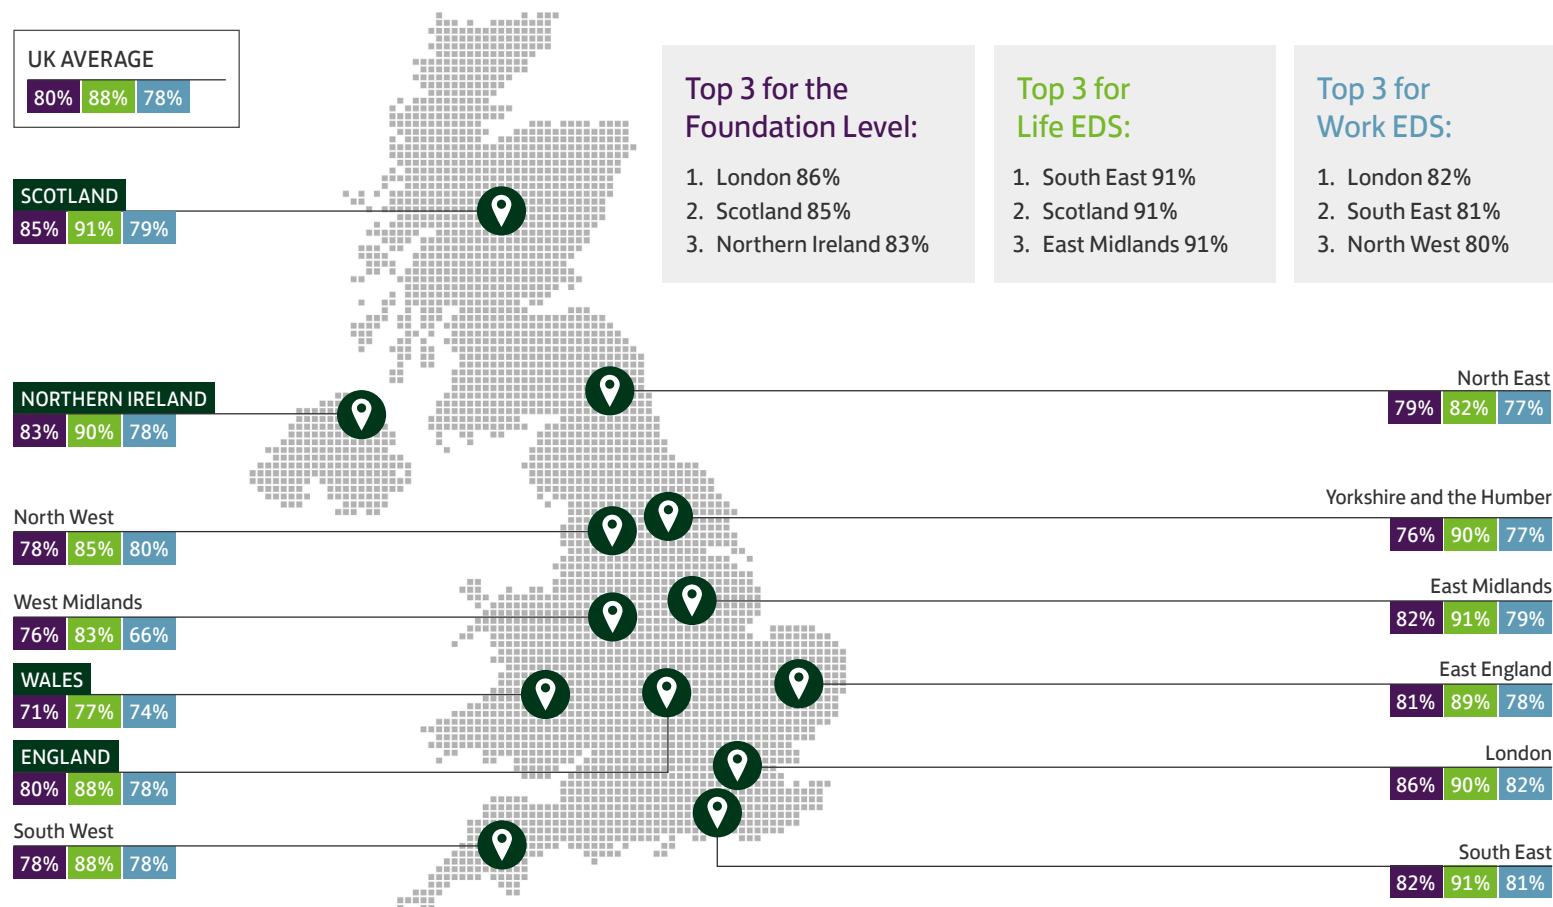 UK AVERAGE
80% 88% 78%
Top 3 for the
Foundation Level:
1. London 86%
2. Scotland 85%
3. Northern Ireland 83%
Top 3 for
Life EDS:
1. South East 91%
2. Scotland 91%
3. East Midlands 91%
Top 3 for
Work EDS:
1. London 82%
2. South East 81%
3. North West 80%
SCOTLAND
85% 91% 79%
NORTHERN IRELAND
83% 90% 78%
North West
78% 85% 80%
West Midlands
76% 83% 66%
WALES
71% 77% 74%
ENGLAND
80% 88% 78%
South West
78% 88% 78%
North East
79% 82% 77%
Yorkshire and the Humber
76% 90% 77%
East Midlands
82% 91% 79%
East England
81% 89% 78%
London
86% 90% 82%
South East
82% 91% 81%